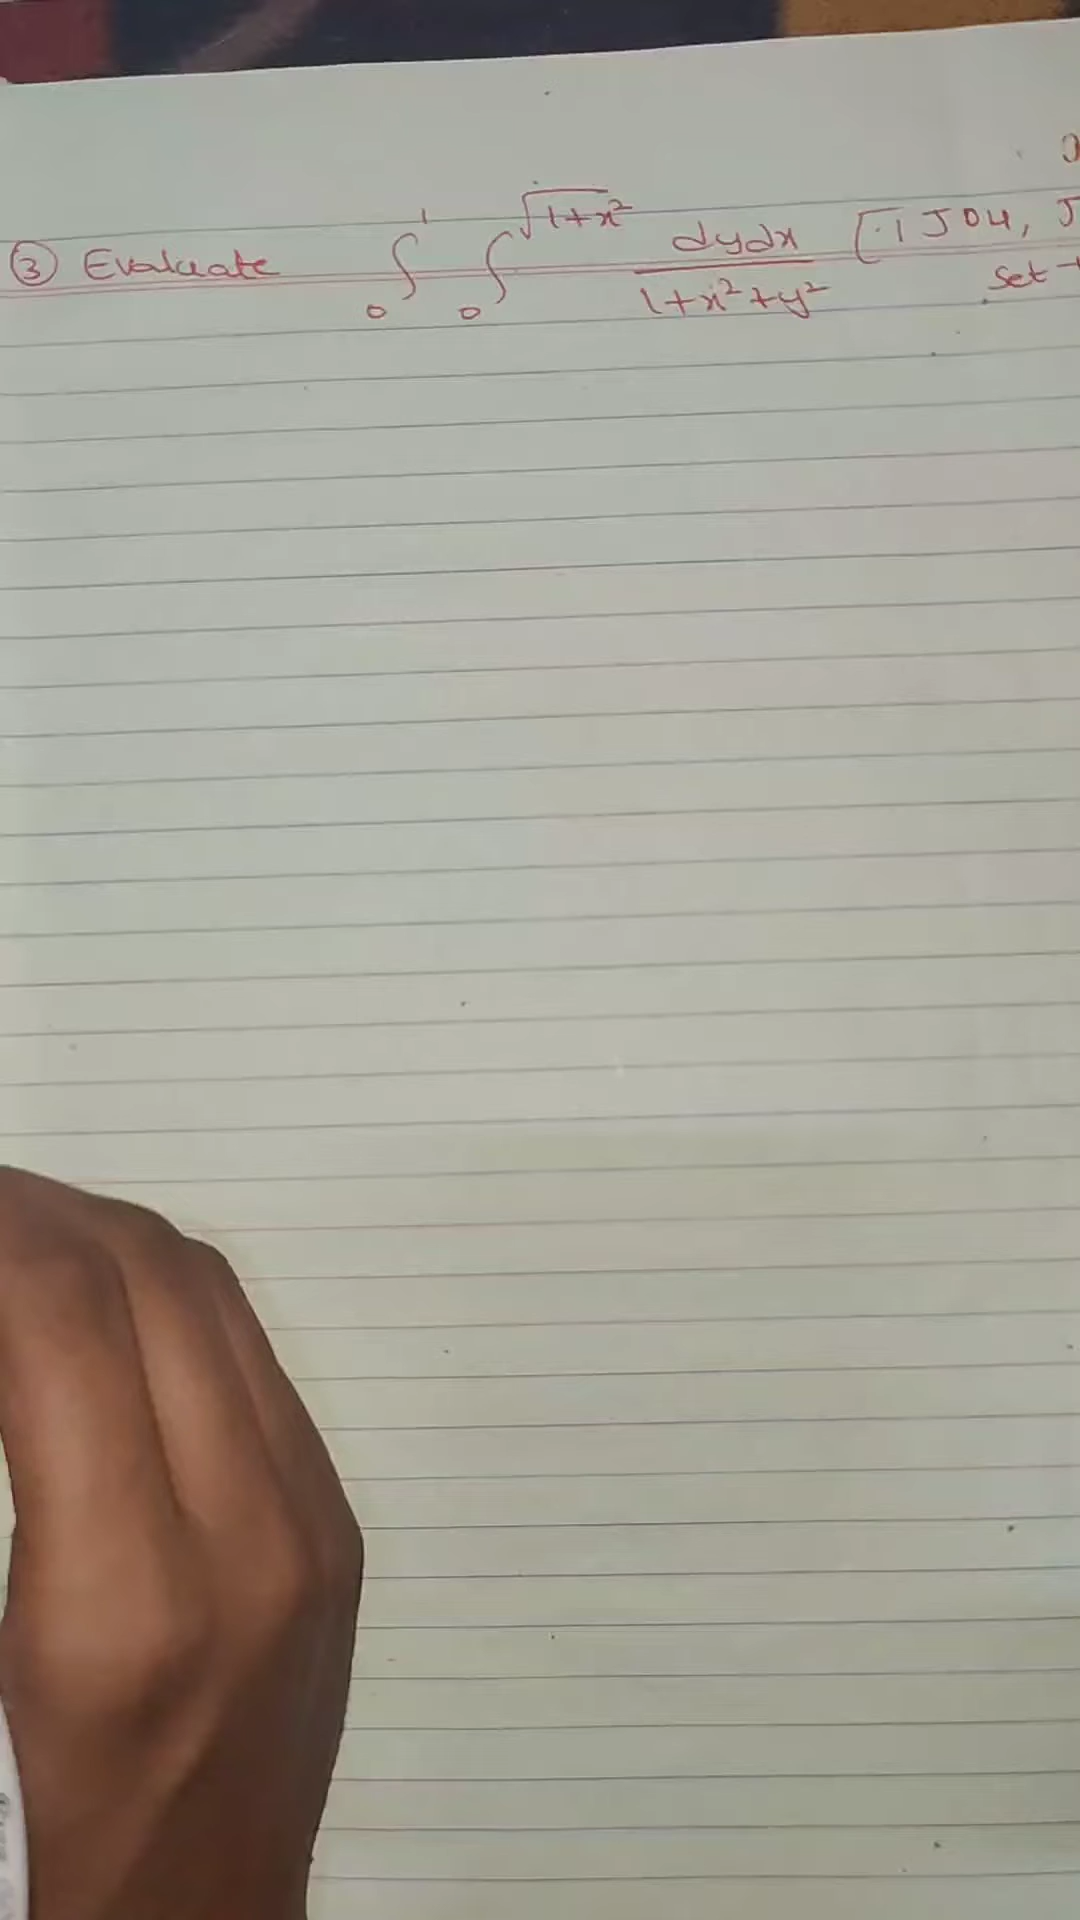 ③ Evaluate ∫₀¹ ∫₀^√(1+x²) dydx / (1+x²+y²) [.1 J04, J
Set-